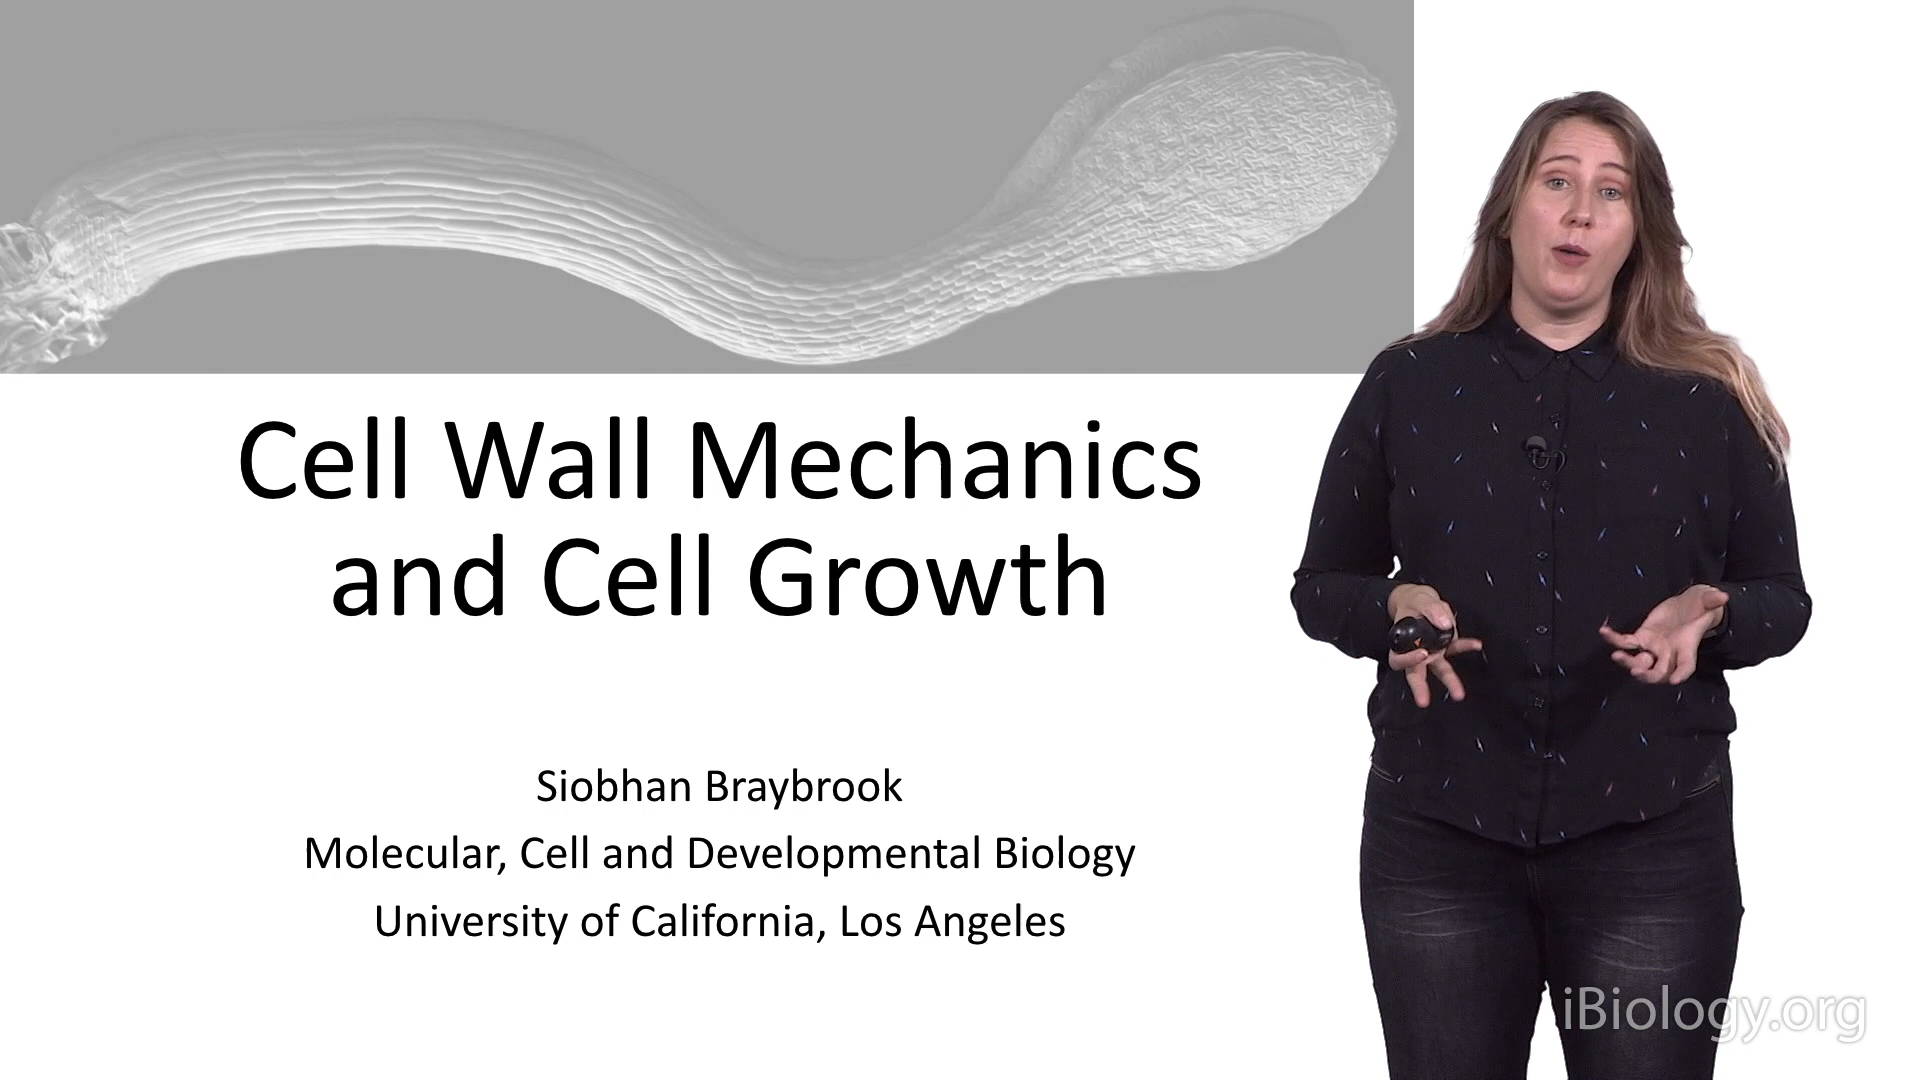 Cell Wall Mechanics
and Cell Growth
Siobhan Braybrook
Molecular, Cell and Developmental Biology
University of California, Los Angeles
iBiology.org